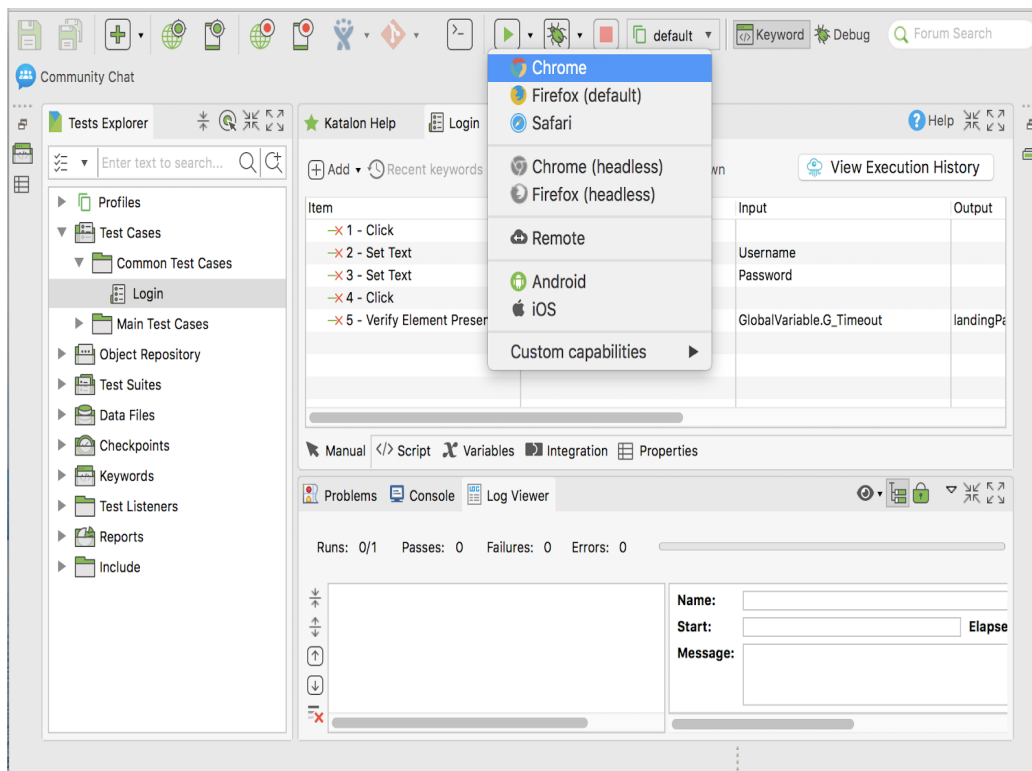 default
Keyword
Debug
Forum Search
Community Chat
Chrome
Firefox (default)
Safari
Chrome (headless)
Firefox (headless)
Remote
Android
iOS
Custom capabilities
Tests Explorer
Enter text to search...
Profiles
Test Cases
Common Test Cases
Login
Main Test Cases
Object Repository
Test Suites
Data Files
Checkpoints
Keywords
Test Listeners
Reports
Include
Katalon Help
Login
Help
Add
Recent keywords
wn
View Execution History
Item Input Output
1 - Click
2 - Set Text Username
3 - Set Text Password
4 - Click
5 - Verify Element Preser GlobalVariable.G_Timeout landingPa
Manual </> Script Variables Integration Properties
Problems Console Log Viewer
Runs: 0/1 Passes: 0 Failures: 0 Errors: 0
Name:
Start: Elapse
Message: